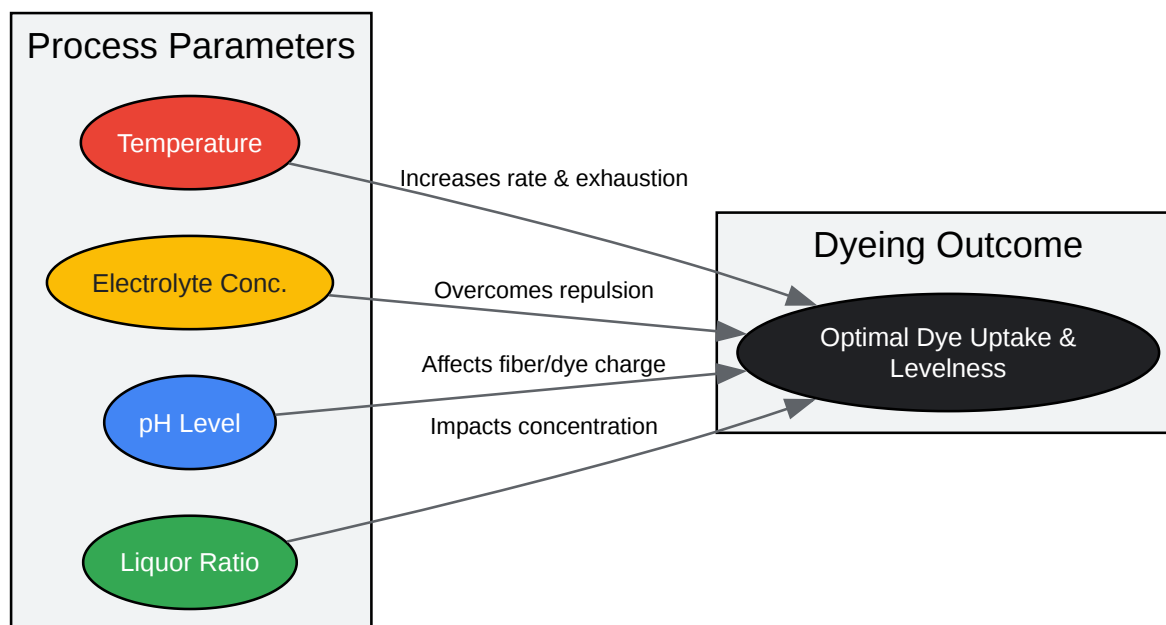 Process Parameters
Temperature
Increases rate & exhaustion
Electrolyte Conc.
Overcomes repulsion
pH Level
Affects fiber/dye charge
Liquor Ratio
Impacts concentration
Dyeing Outcome
Optimal Dye Uptake &
Levelness